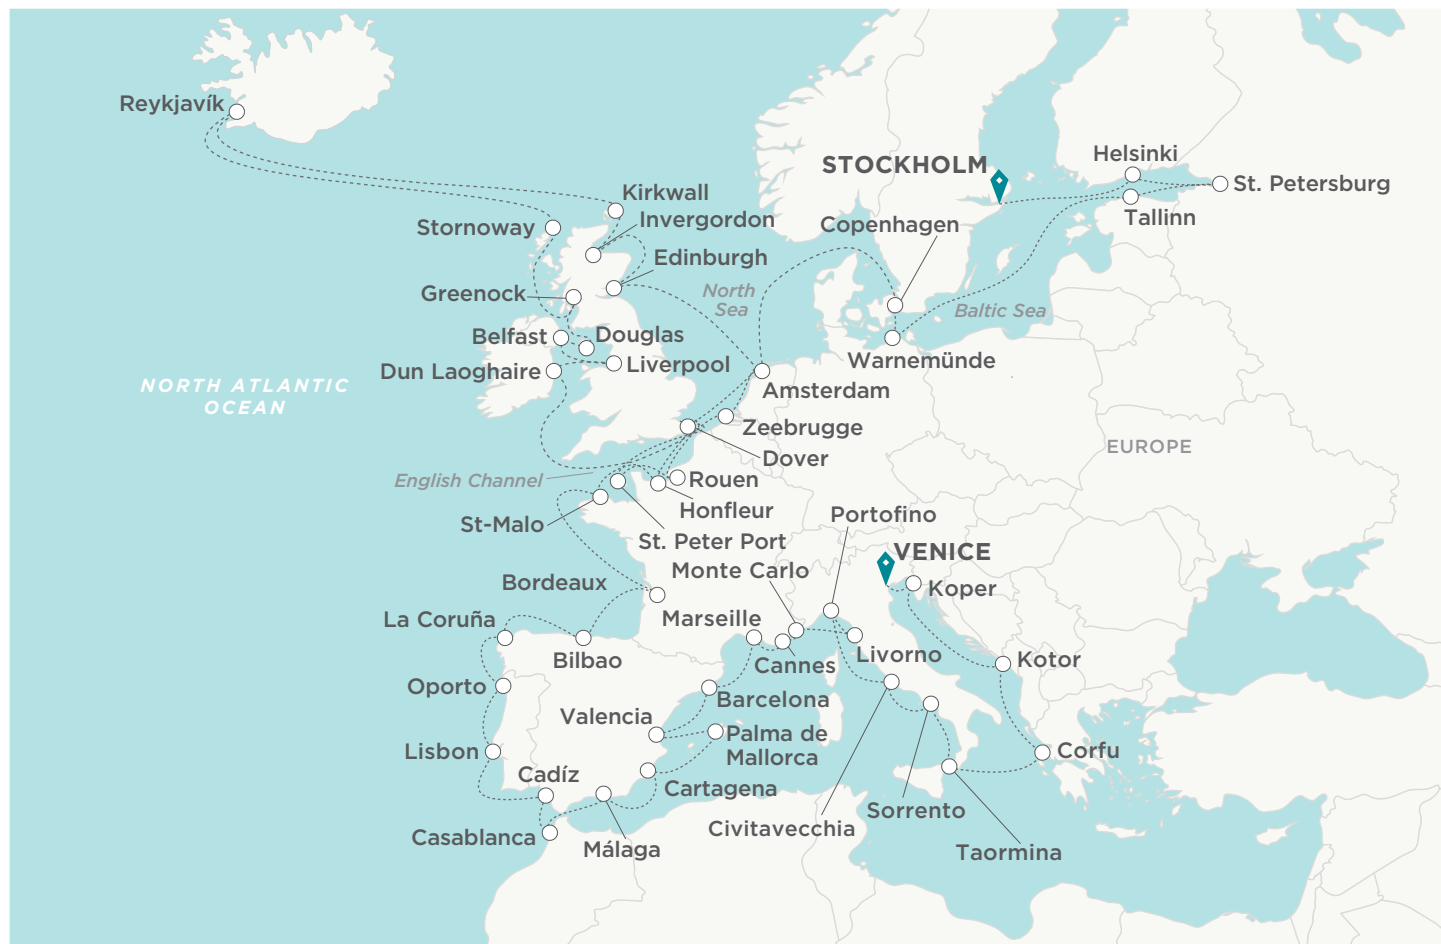 Reykjavík
Kirkwall
Stornoway
Invergordon
Edinburgh
Greenock
Belfast
Douglas
Dun Laoghaire
Liverpool
NORTH ATLANTIC
OCEAN
North
Sea
STOCKHOLM
Helsinki
St. Petersburg
Tallinn
Copenhagen
Baltic Sea
Warnemünde
Amsterdam
Zeebrugge
Dover
EUROPE
English Channel
Rouen
Honfleur
St-Malo
St. Peter Port
Portofino
Monte Carlo
VENICE
Koper
Bordeaux
La Coruña
Marseille
Bilbao
Cannes
Livorno
Kotor
Oporto
Barcelona
Valencia
Palma de
Mallorca
Lisbon
Corfu
Cadíz
Cartagena
Sorrento
Casablanca
Málaga
Civitavecchia
Taormina